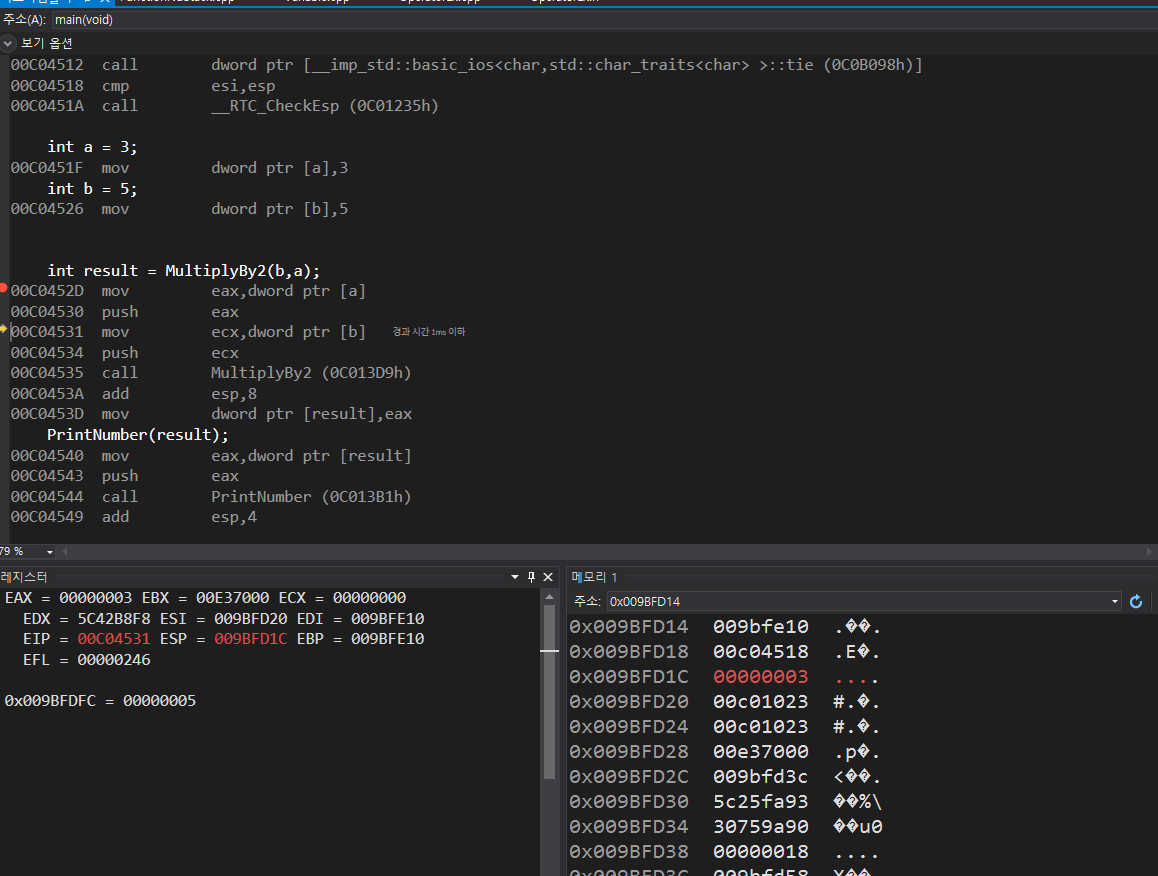 주소(A): main(void)
보기 옵션
00C04512 call dword ptr [__imp_std::basic_ios<char,std::char_traits<char> >::tie (0C0B098h)]
00C04518 cmp esi,esp
00C0451A call __RTC_CheckEsp (0C01235h)
int a = 3;
00C0451F mov dword ptr [a],3
int b = 5;
00C04526 mov dword ptr [b],5
int result = MultiplyBy2(b,a);
00C0452D mov eax,dword ptr [a]
00C04530 push eax
00C04531 mov ecx,dword ptr [b] 경과 시간 1ms 이하
00C04534 push ecx
00C04535 call MultiplyBy2 (0C013D9h)
00C0453A add esp,8
00C0453D mov dword ptr [result],eax
PrintNumber(result);
00C04540 mov eax,dword ptr [result]
00C04543 push eax
00C04544 call PrintNumber (0C013B1h)
00C04549 add esp,4
79 %
레지스터
EAX = 00000003 EBX = 00E37000 ECX = 00000000
EDX = 5C42B8F8 ESI = 009BFD20 EDI = 009BFE10
EIP = 00C04531 ESP = 009BFD1C EBP = 009BFE10
EFL = 00000246
0x009BFDFC = 00000005
메모리 1
주소: 0x009BFD14
0x009BFD14 009bfe10 .��.
0x009BFD18 00c04518 .E�.
0x009BFD1C 00000003 ....
0x009BFD20 00c01023 #.�.
0x009BFD24 00c01023 #.�.
0x009BFD28 00e37000 .p�.
0x009BFD2C 009bfd3c <��.
0x009BFD30 5c25fa93 ��%\
0x009BFD34 30759a90 ��u0
0x009BFD38 00000018 ....
0x009BFD3C 009bfd58 X��.